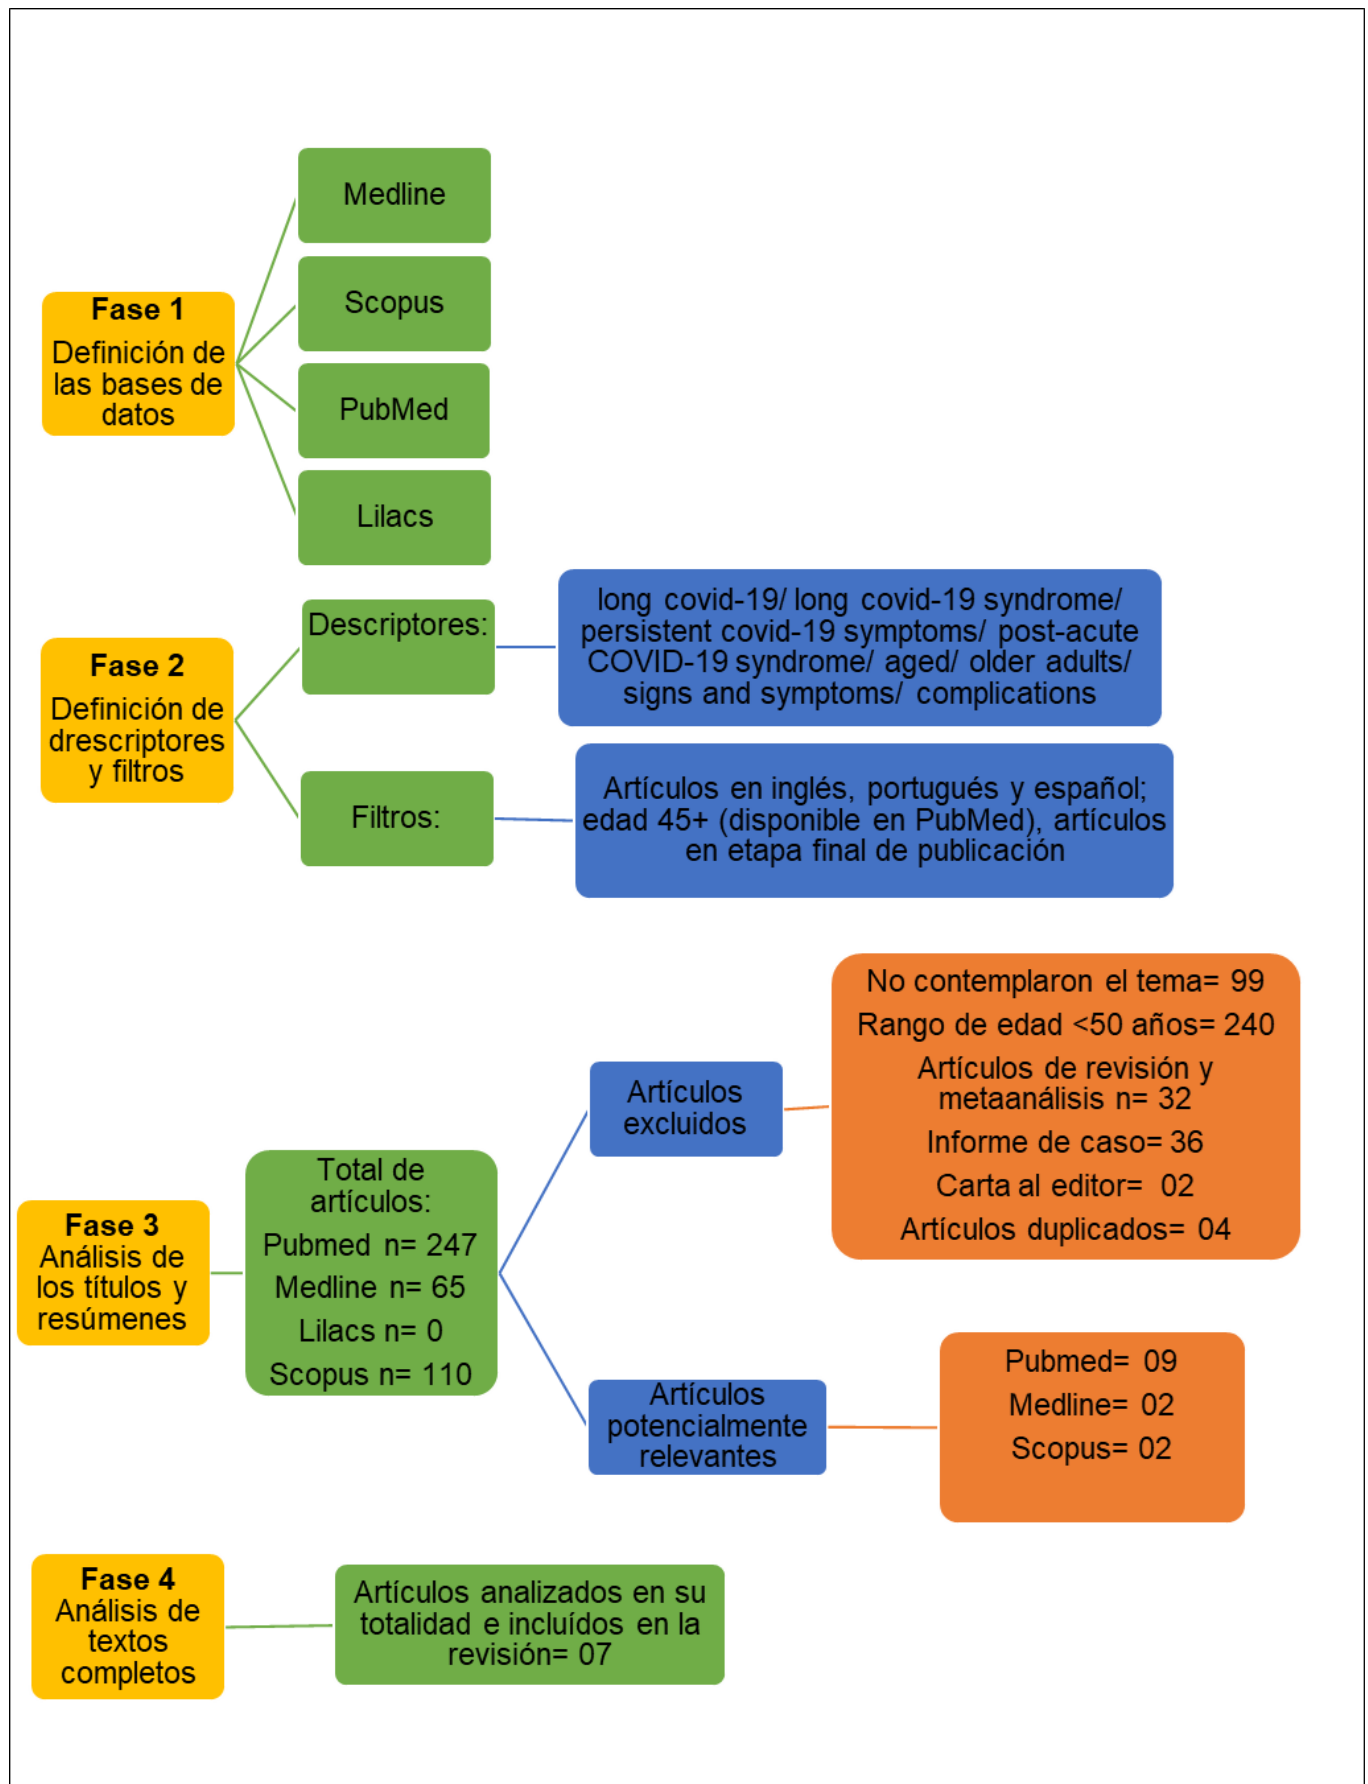 Fase 1
Definición de
las bases de
datos
Medline
Scopus
PubMed
Lilacs
Fase 2
Definición de
drescriptores
y filtros
Descriptores:
long covid-19/ long covid-19 syndrome/
persistent covid-19 symptoms/ post-acute
COVID-19 syndrome/ aged/ older adults/
signs and symptoms/ complications
Filtros:
Artículos en inglés, portugués y español;
edad 45+ (disponible en PubMed), artículos
en etapa final de publicación
Fase 3
Análisis de
los títulos y
resúmenes
Total de
artículos:
Pubmed n= 247
Medline n= 65
Lilacs n= 0
Scopus n= 110
Artículos
excluidos
No contemplaron el tema= 99
Rango de edad <50 años= 240
Artículos de revisión y
metaanálisis n= 32
Informe de caso= 36
Carta al editor= 02
Artículos duplicados= 04
Artículos
potencialmente
relevantes
Pubmed= 09
Medline= 02
Scopus= 02
Fase 4
Análisis de
textos
completos
Artículos analizados en su
totalidad e incluídos en la
revisión= 07